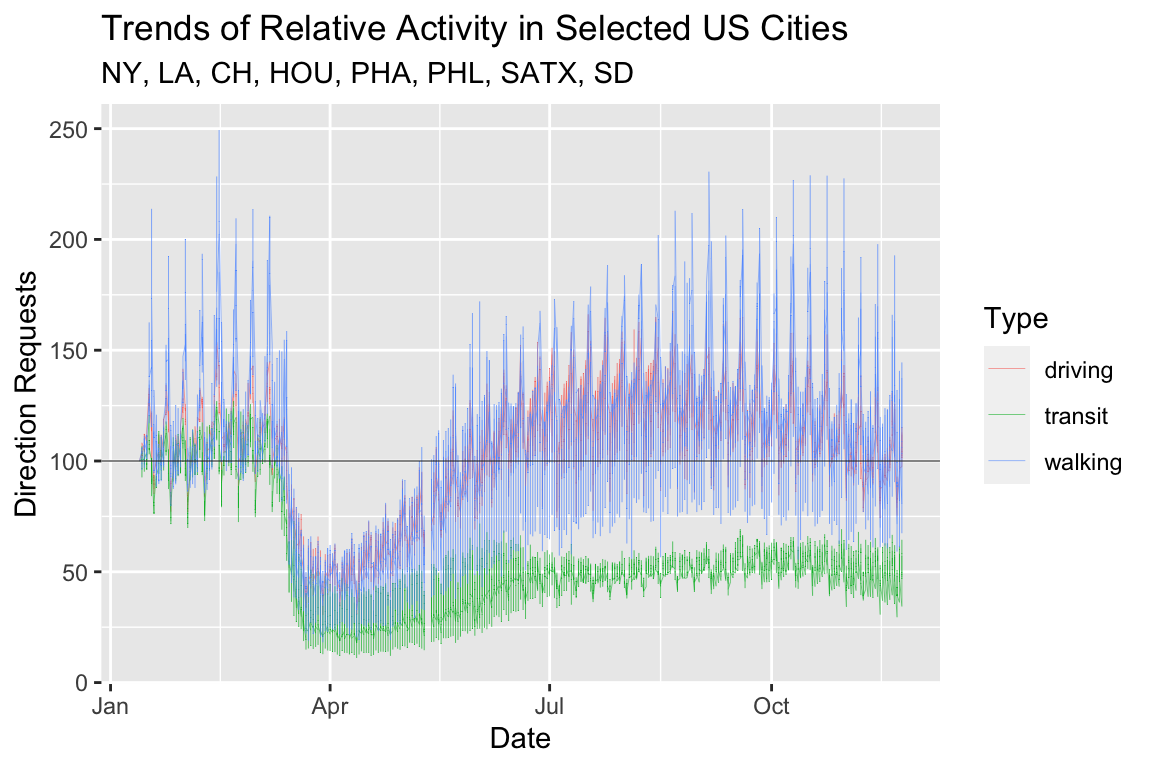 Trends of Relative Activity in Selected US Cities
NY, LA, CH, HOU, PHA, PHL, SATX, SD
Direction Requests
250
200
150
100
50
0
Jan
Apr
Jul
Oct
Date
Type
driving
transit
walking